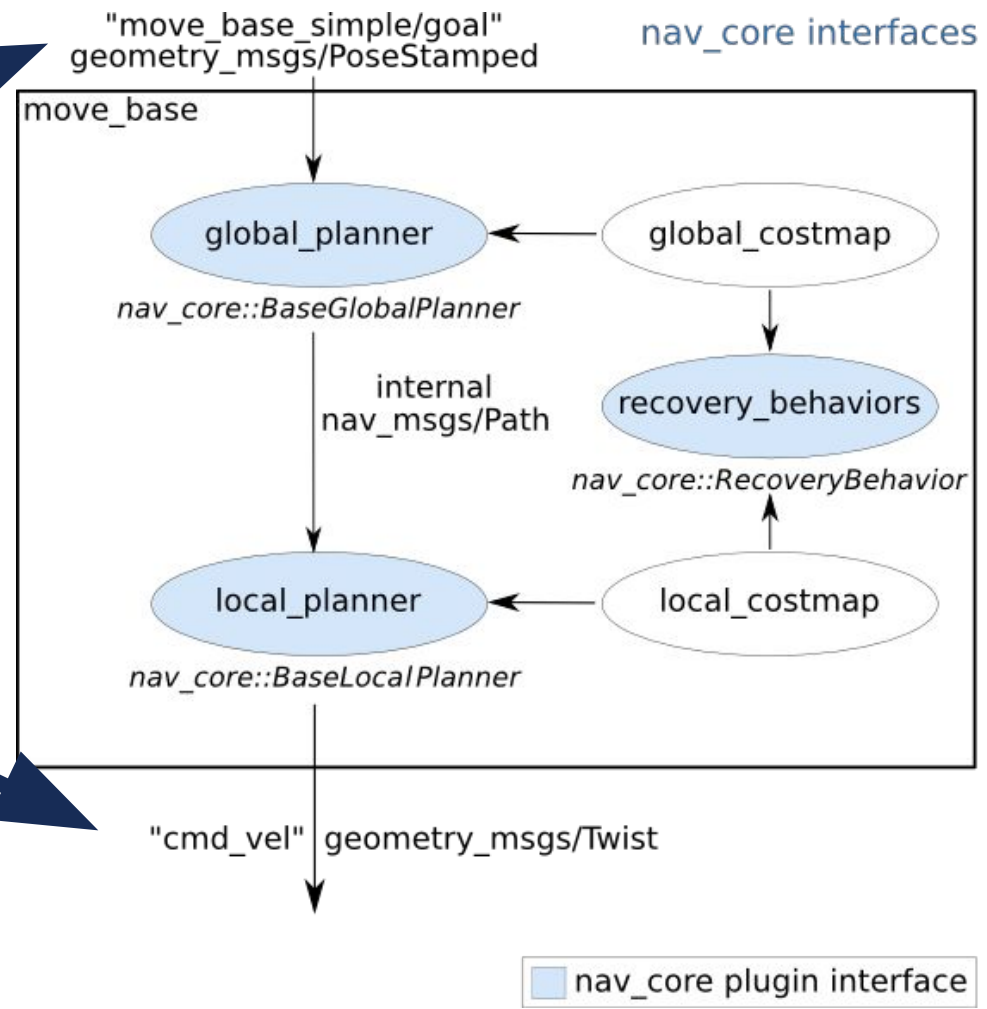 "move_base_simple/goal"
geometry_msgs/PoseStamped
nav_core interfaces
move_base
global_planner
global_costmap
nav_core::BaseGlobalPlanner
internal
nav_msgs/Path
recovery_behaviors
nav_core::RecoveryBehavior
local_planner
local_costmap
nav_core::BaseLocalPlanner
"cmd_vel" geometry_msgs/Twist
nav_core plugin interface